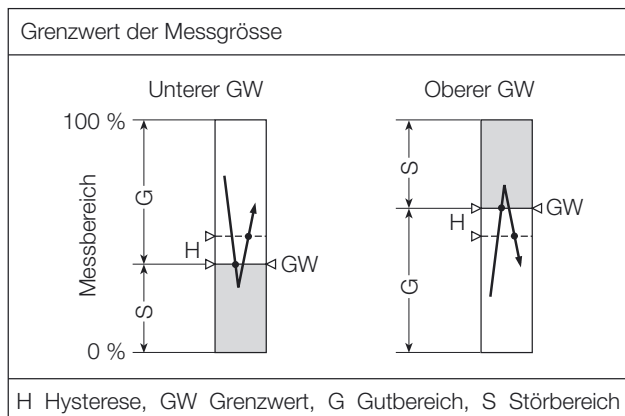 Grenzwert der Messgrösse
Unterer GW
Oberer GW
100 %
Messbereich
G
S
H
GW
0 %
S
G
H
GW
H Hysterese, GW Grenzwert, G Gutbereich, S Störbereich